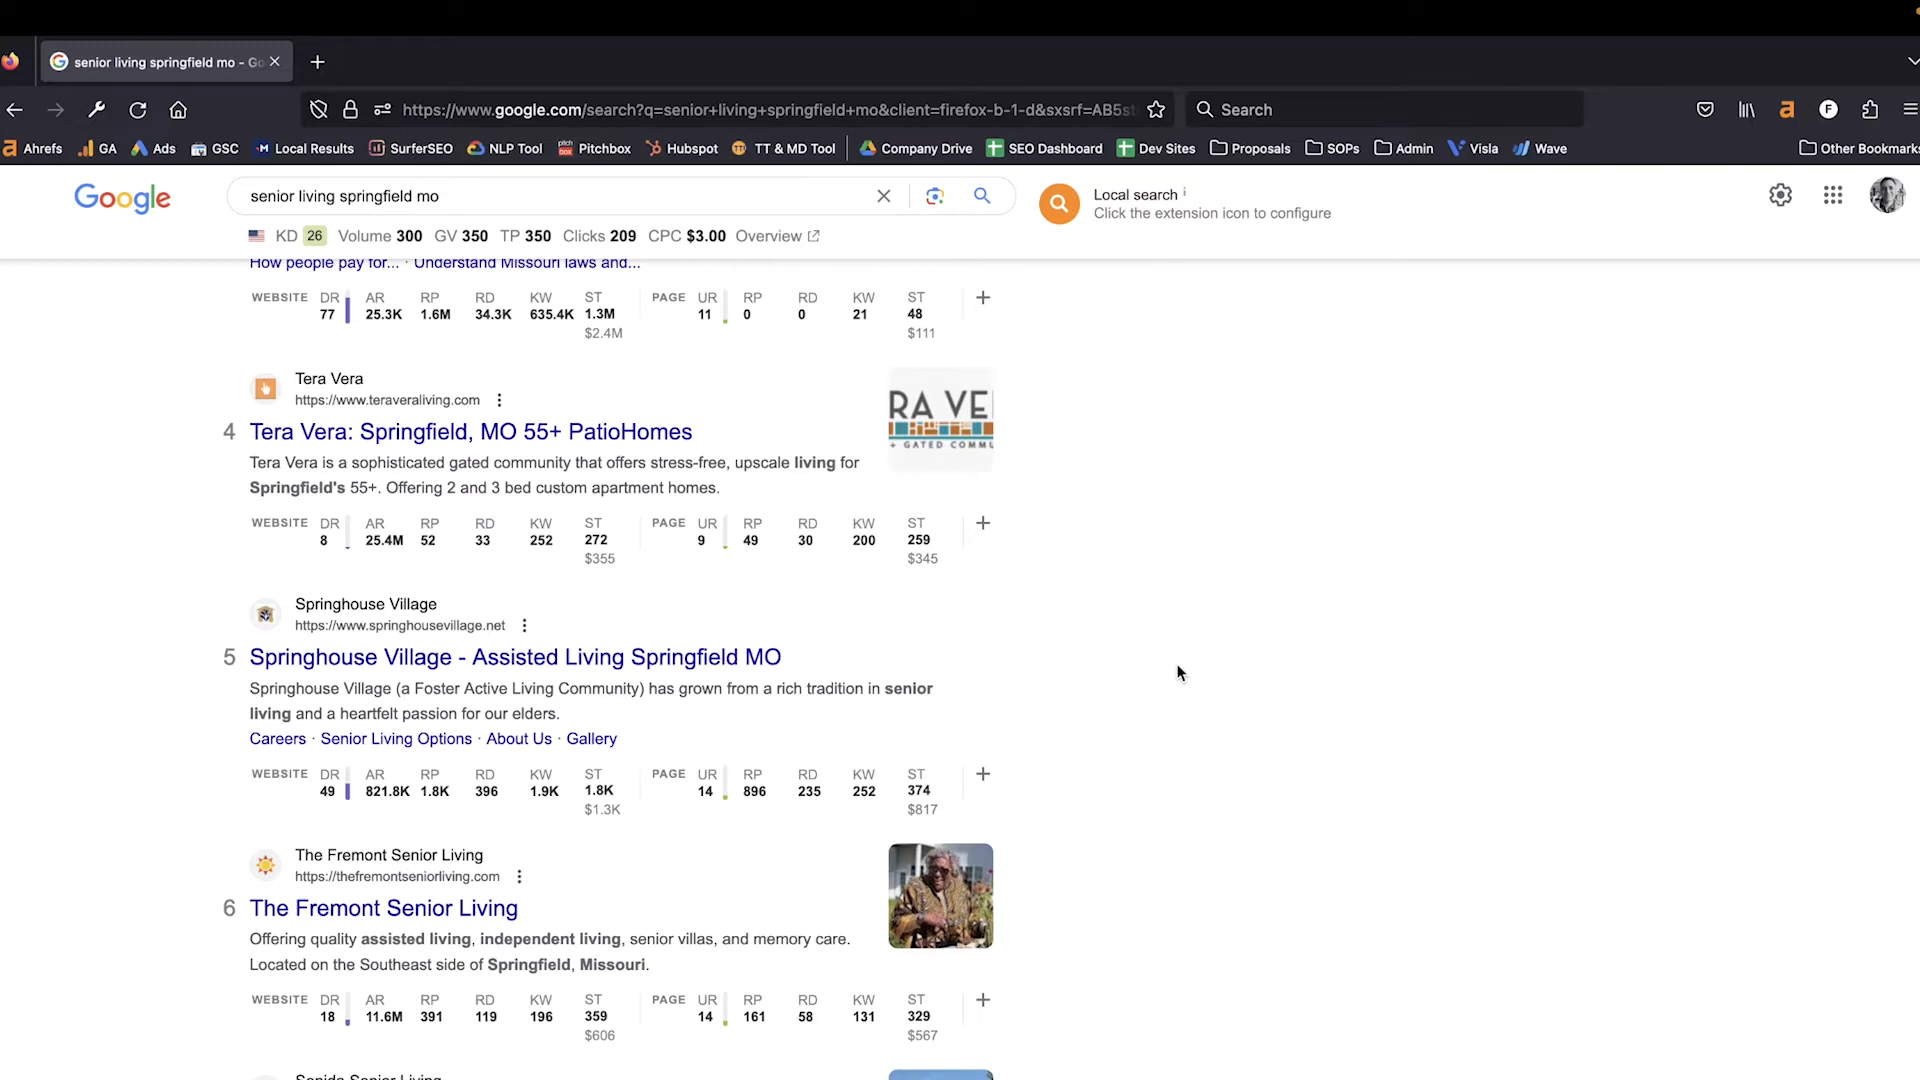 senior living springfield mo - Go
https://www.google.com/search?q=senior+living+springfield+mo&client=firefox-b-1-d&sxsrf=AB5st
Search
F
Ahrefs GA Ads GSC Local Results SurferSEO NLP Tool Pitchbox Hubspot TT & MD Tool Company Drive SEO Dashboard Dev Sites Proposals SOPs Admin Visla Wave Other Bookmarks
Google
senior living springfield mo
Local search i
Click the extension icon to configure
KD 26 Volume 300 GV 350 TP 350 Clicks 209 CPC $3.00 Overview
How people pay for... · Understand Missouri laws and...
WEBSITE DR AR RP RD KW ST PAGE UR RP RD KW ST +
77 25.3K 1.6M 34.3K 635.4K 1.3M 11 0 0 21 48
$2.4M $111
Tera Vera
https://www.teraveraliving.com
4 Tera Vera: Springfield, MO 55+ PatioHomes
Tera Vera is a sophisticated gated community that offers stress-free, upscale living for
Springfield's 55+. Offering 2 and 3 bed custom apartment homes.
RA VE
+ GATED COMMU
WEBSITE DR AR RP RD KW ST PAGE UR RP RD KW ST +
8 25.4M 52 33 252 272 9 49 30 200 259
$355 $345
Springhouse Village
https://www.springhousevillage.net
5 Springhouse Village - Assisted Living Springfield MO
Springhouse Village (a Foster Active Living Community) has grown from a rich tradition in senior
living and a heartfelt passion for our elders.
Careers · Senior Living Options · About Us · Gallery
WEBSITE DR AR RP RD KW ST PAGE UR RP RD KW ST +
49 821.8K 1.8K 396 1.9K 1.8K 14 896 235 252 374
$1.3K $817
The Fremont Senior Living
https://thefremontseniorliving.com
6 The Fremont Senior Living
Offering quality assisted living, independent living, senior villas, and memory care.
Located on the Southeast side of Springfield, Missouri.
WEBSITE DR AR RP RD KW ST PAGE UR RP RD KW ST +
18 11.6M 391 119 196 359 14 161 58 131 329
$606 $567
Senior Living